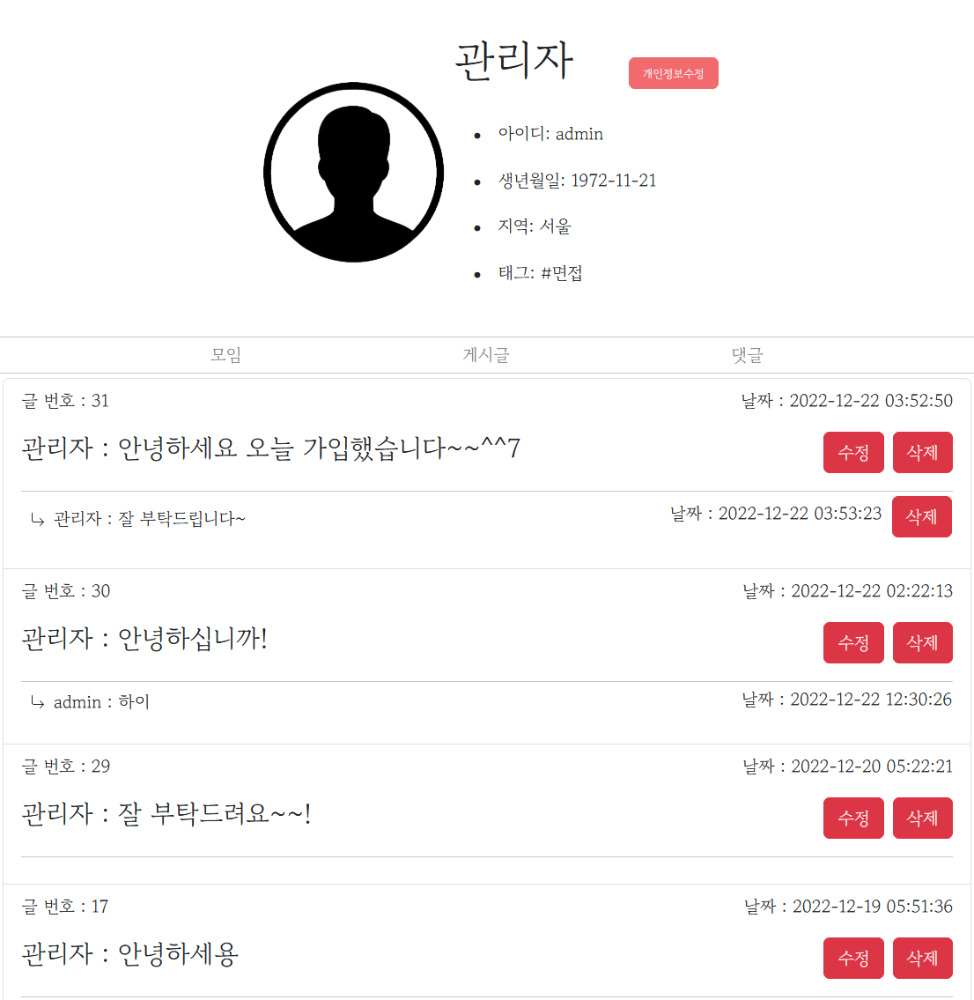 관리자
개인정보수정
아이디: admin
생년월일: 1972-11-21
지역: 서울
태그: #면접
모임 게시글 댓글
글 번호 : 31 날짜 : 2022-12-22 03:52:50
관리자 : 안녕하세요 오늘 가입했습니다~~^^7 수정 삭제
관리자 : 잘 부탁드립니다~ 날짜 : 2022-12-22 03:53:23 삭제
글 번호 : 30 날짜 : 2022-12-22 02:22:13
관리자 : 안녕하십니까! 수정 삭제
admin : 하이 날짜 : 2022-12-22 12:30:26
글 번호 : 29 날짜 : 2022-12-20 05:22:21
관리자 : 잘 부탁드려요~~! 수정 삭제
글 번호 : 17 날짜 : 2022-12-19 05:51:36
관리자 : 안녕하세용 수정 삭제